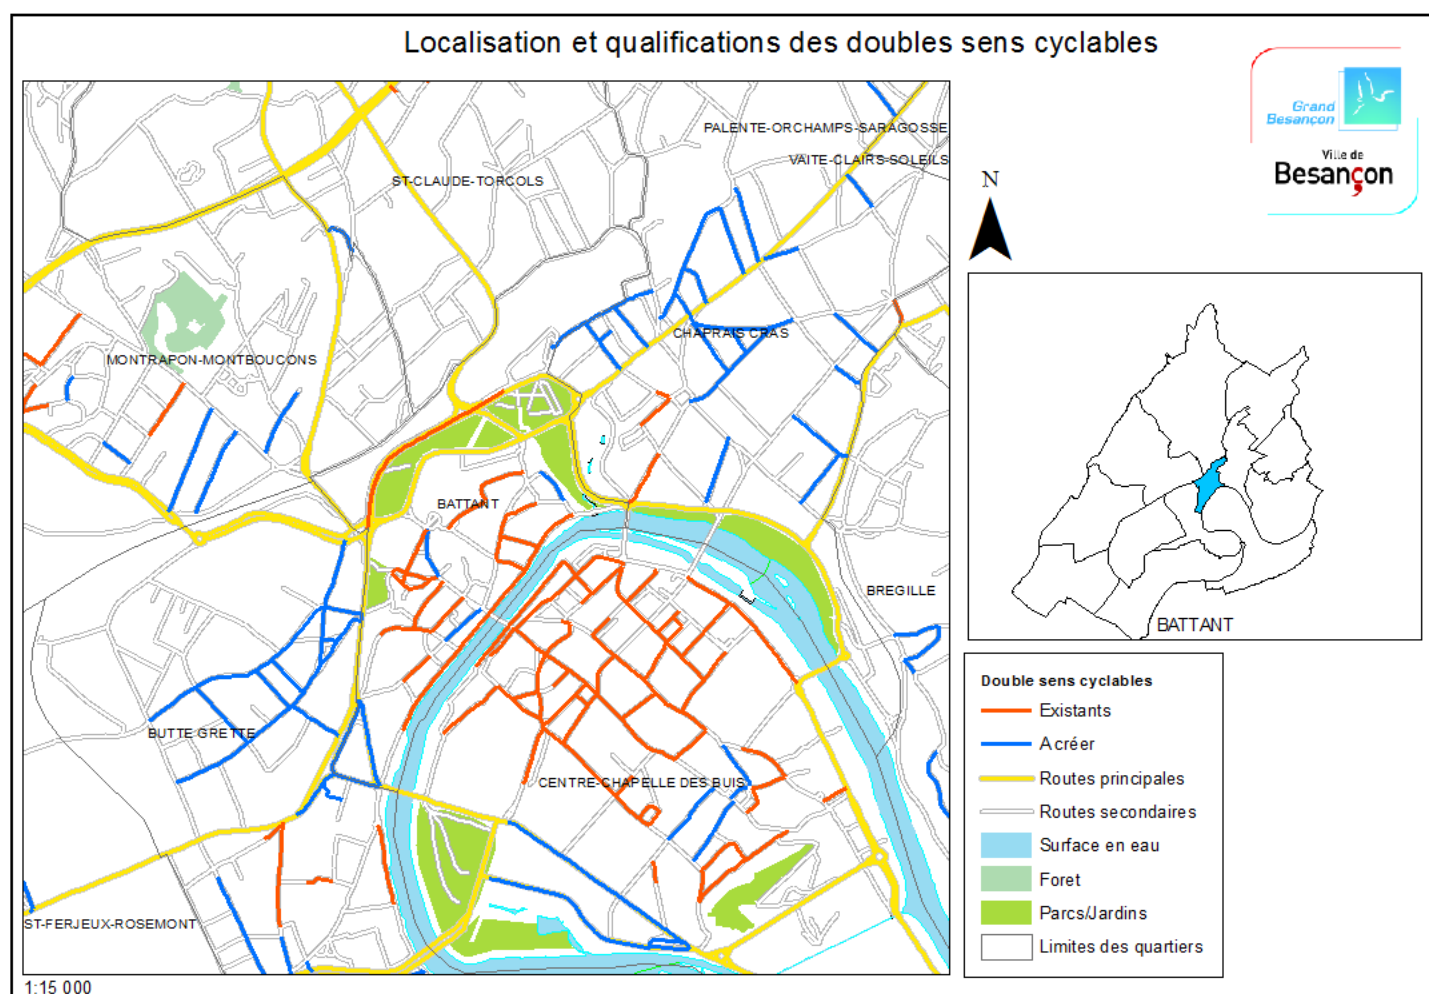 Localisation et qualifications des doubles sens cyclables
Grand
Besançon
Ville de
Besançon
PALENTE-ORCHAMPS-SARAGOSSE
VAITE-CLAIRS-SOLEILS
ST-CLAUDE-TORCOLS
N
CHAPRAIS CRAS
MONTRAPON-MONTBOUCONS
BATTANT
BREGILLE
BATTANT
BUTTE GRETTE
CENTRE-CHAPELLE DES BUIS
ST-FERJEUX-ROSEMONT
Double sens cyclables
Existants
A créer
Routes principales
Routes secondaires
Surface en eau
Foret
Parcs/Jardins
Limites des quartiers
1:15 000